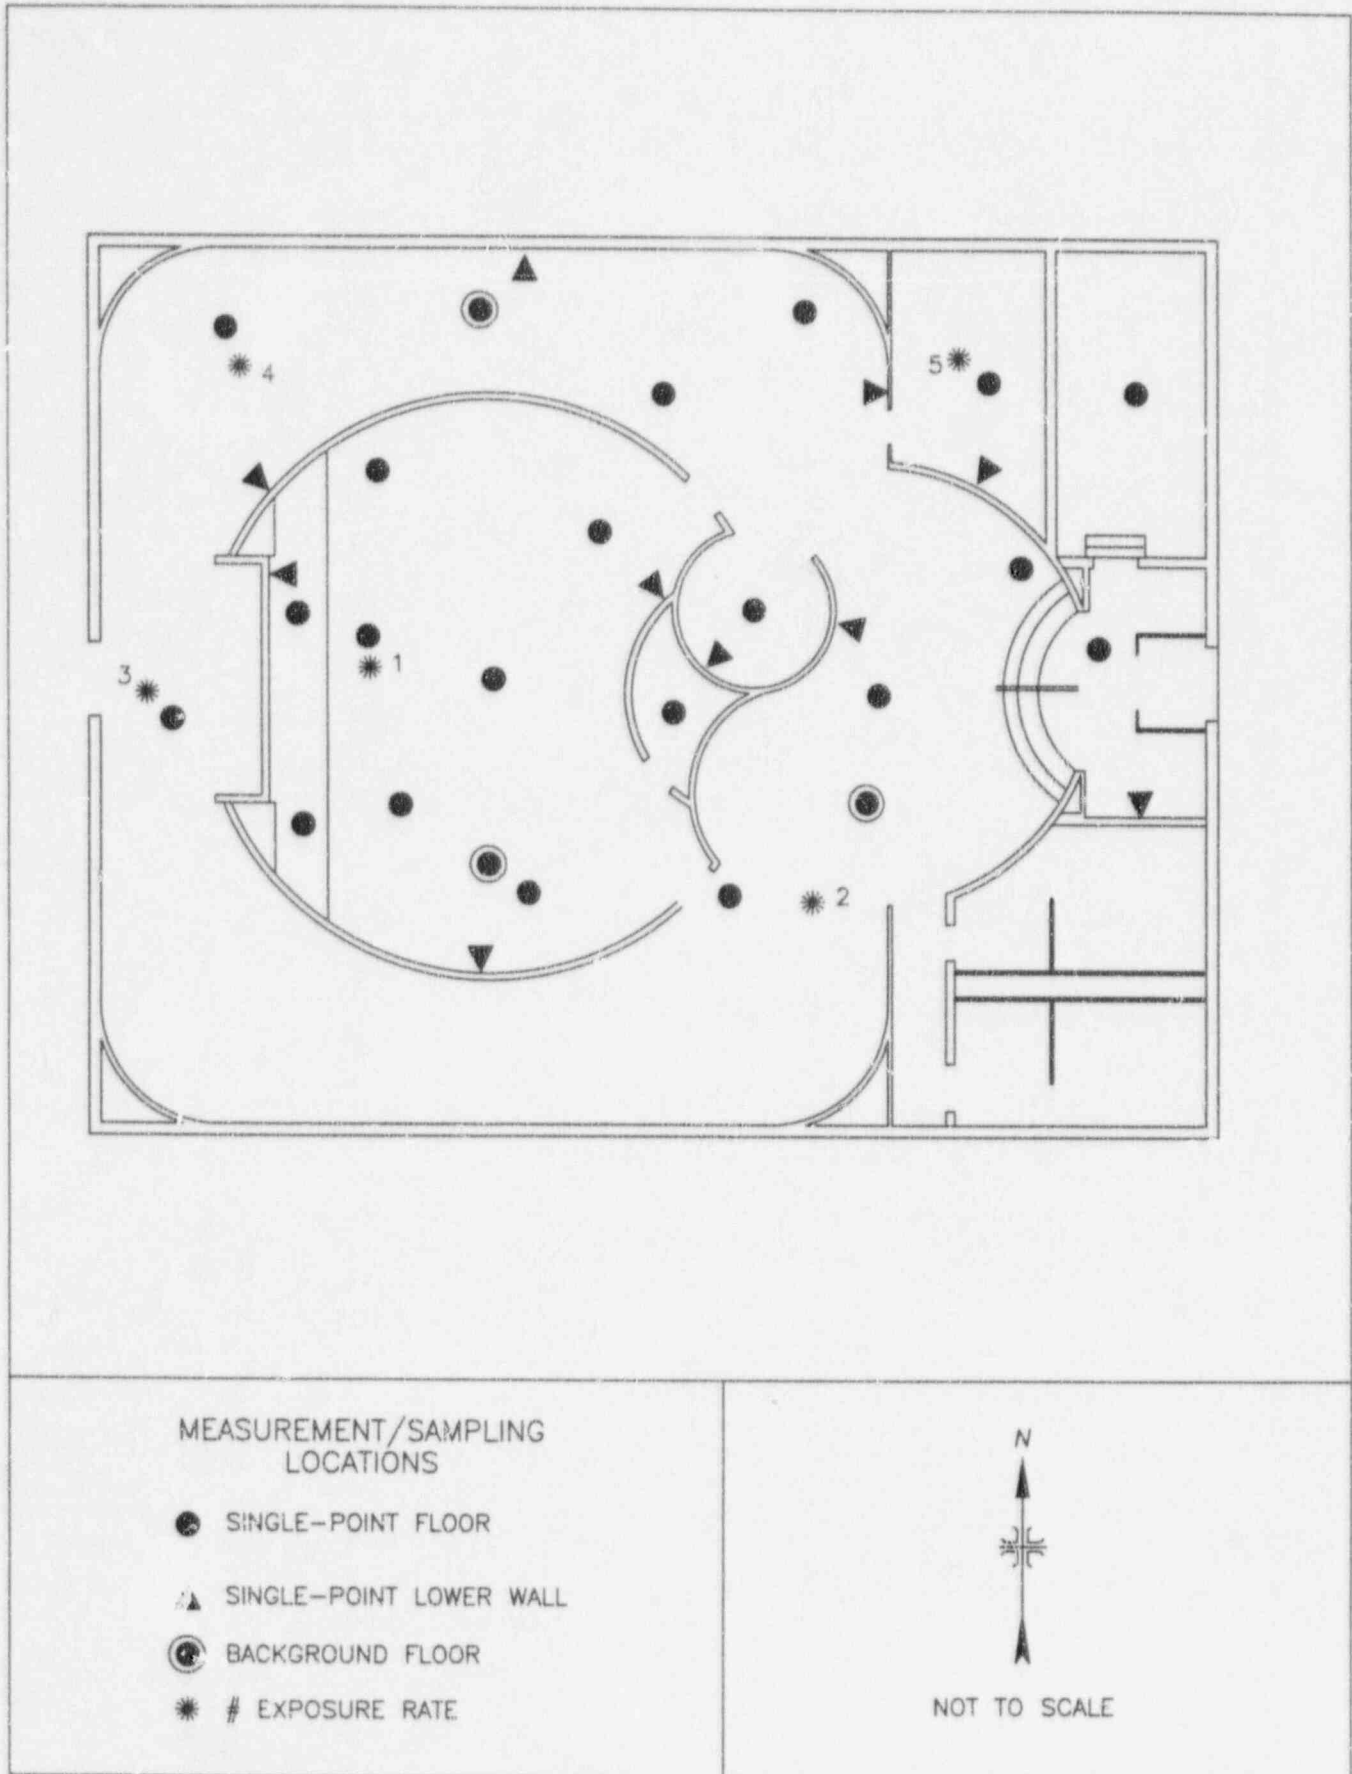 4
5
1
3
2
MEASUREMENT/SAMPLING
LOCATIONS
SINGLE-POINT FLOOR
SINGLE-POINT LOWER WALL
BACKGROUND FLOOR
# EXPOSURE RATE
N
NOT TO SCALE